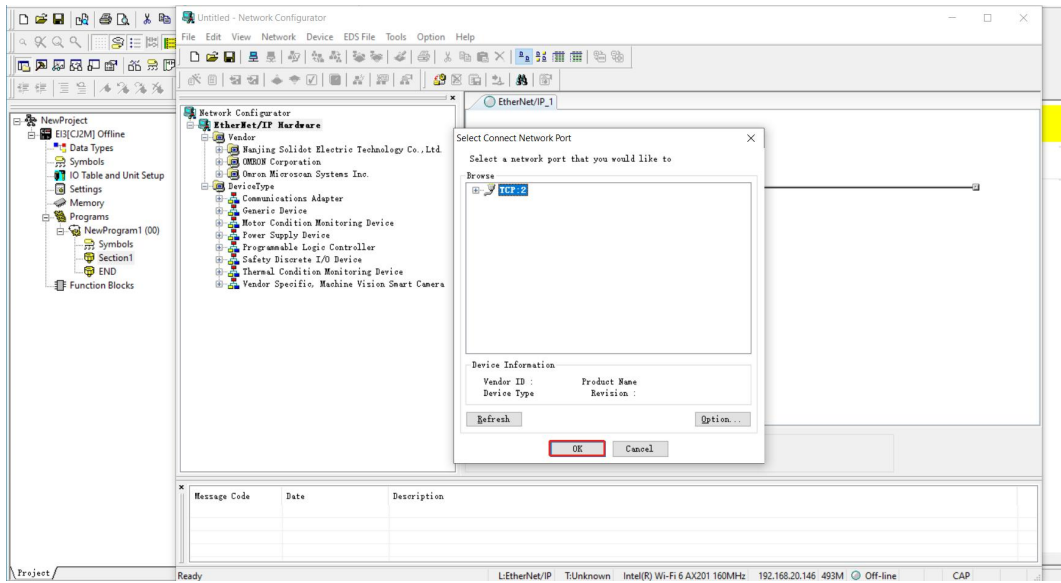 Untitled - Network Configurator
File Edit View Network Device EDS File Tools Option Help
NewProject
EI3[CJ2M] Offline
Data Types
Symbols
IO Table and Unit Setup
Settings
Memory
Programs
NewProgram1 (00)
Symbols
Section1
END
Function Blocks
Project
Network Configurator
EtherNet/IP Hardware
Vendor
Nanjing Solidot Electric Technology Co., Ltd.
OMRON Corporation
Omron Microscan Systems Inc.
DeviceType
Communications Adapter
Generic Device
Motor Condition Monitoring Device
Power Supply Device
Programmable Logic Controller
Safety Discrete I/O Device
Thermal Condition Monitoring Device
Vendor Specific, Machine Vision Smart Camera
EtherNet/IP_1
Select Connect Network Port
Select a network port that you would like to
Browse
TCP:2
Device Information
Vendor ID : Product Name
Device Type Revision :
Refresh Option...
OK Cancel
Message Code Date Description
Ready L:EtherNet/IP T:Unknown Intel(R) Wi-Fi 6 AX201 160MHz 192.168.20.146 493M Off-line CAP